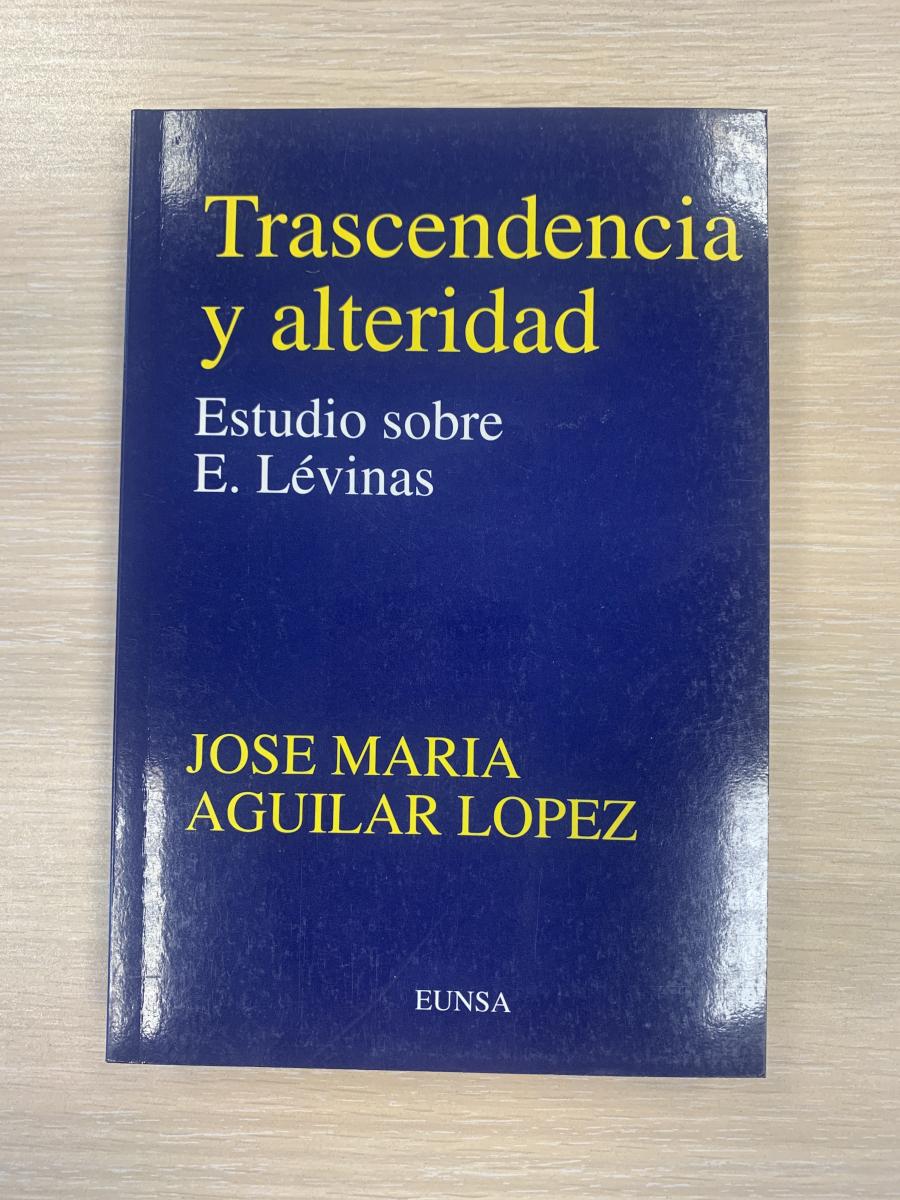 Trascendencia
y alteridad
Estudio sobre
E. Lévinas
JOSE MARIA
AGUILAR LOPEZ
EUNSA